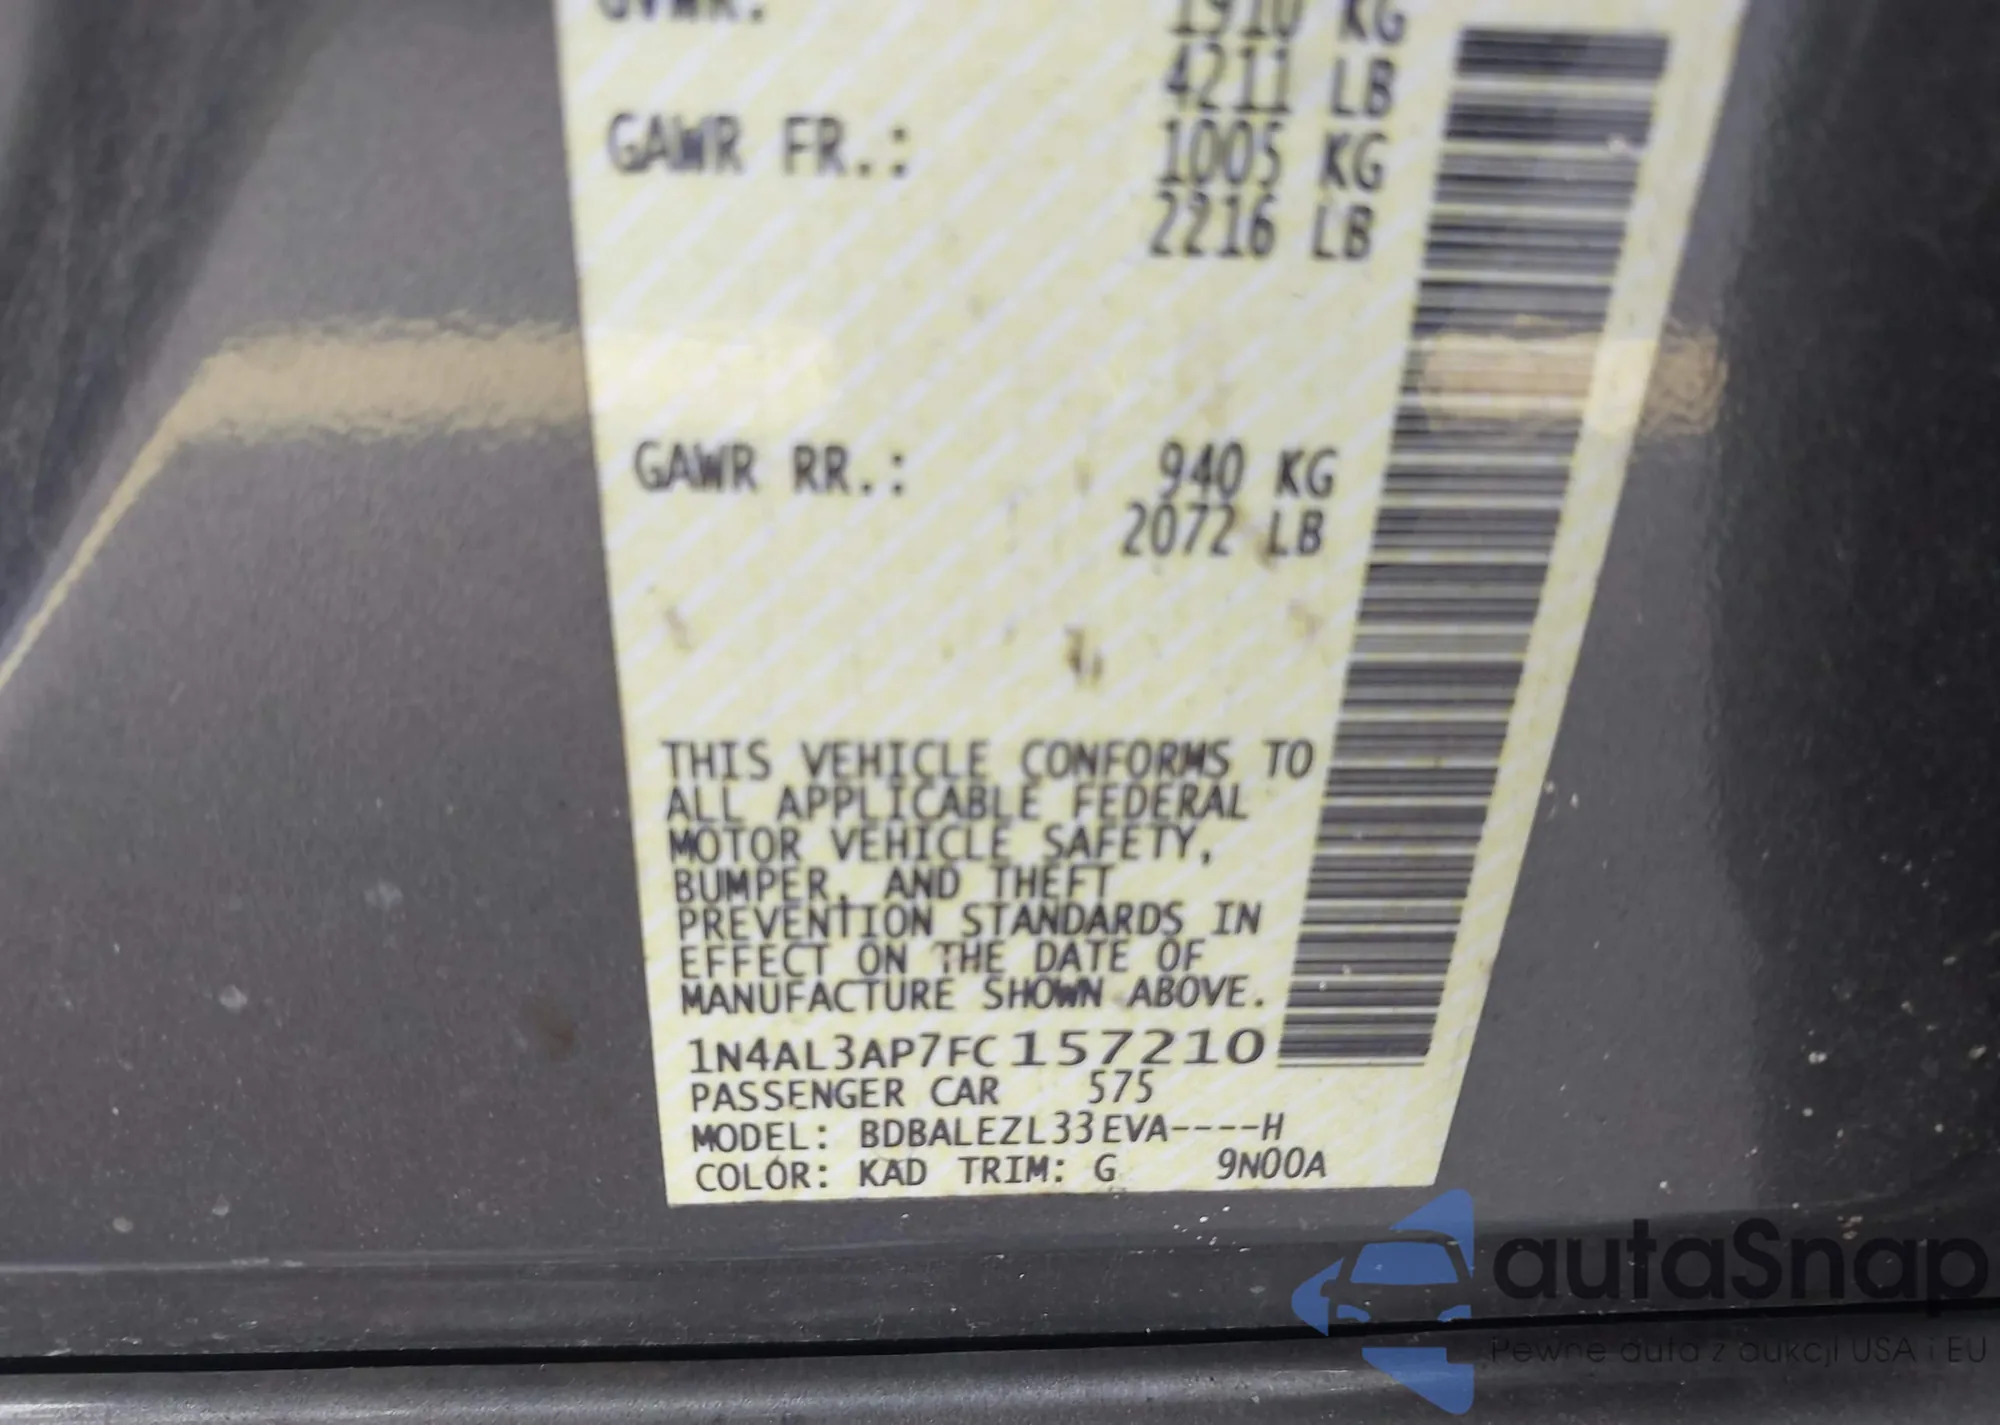 GVWR. 1910 KG
4211 LB
GAWR FR.: 1005 KG
2216 LB
GAWR RR.: 940 KG
2072 LB
THIS VEHICLE CONFORMS TO
ALL APPLICABLE FEDERAL
MOTOR VEHICLE SAFETY,
BUMPER, AND THEFT
PREVENTION STANDARDS IN
EFFECT ON THE DATE OF
MANUFACTURE SHOWN ABOVE.
1N4AL3AP7FC157210
PASSENGER CAR 575
MODEL: BDBALEZL33EVA----H
COLOR: KAD TRIM: G 9N00A
autaSnap
Pewne auta z aukcji USA i EU